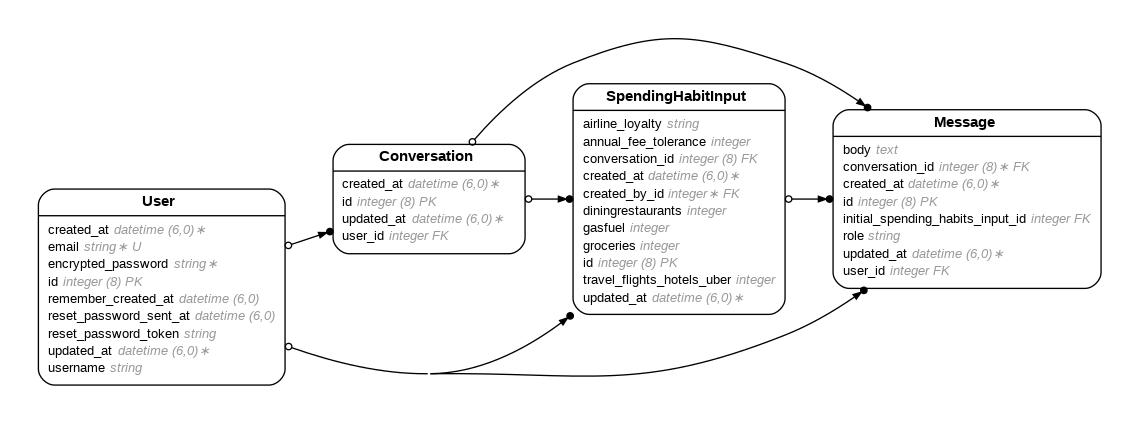 User
created_at datetime (6,0)∗
email string∗ U
encrypted_password string∗
id integer (8) PK
remember_created_at datetime (6,0)
reset_password_sent_at datetime (6,0)
reset_password_token string
updated_at datetime (6,0)∗
username string
Conversation
created_at datetime (6,0)∗
id integer (8) PK
updated_at datetime (6,0)∗
user_id integer FK
SpendingHabitInput
airline_loyalty string
annual_fee_tolerance integer
conversation_id integer (8) FK
created_at datetime (6,0)∗
created_by_id integer∗ FK
diningrestaurants integer
gasfuel integer
groceries integer
id integer (8) PK
travel_flights_hotels_uber integer
updated_at datetime (6,0)∗
Message
body text
conversation_id integer (8)∗ FK
created_at datetime (6,0)∗
id integer (8) PK
initial_spending_habits_input_id integer FK
role string
updated_at datetime (6,0)∗
user_id integer FK